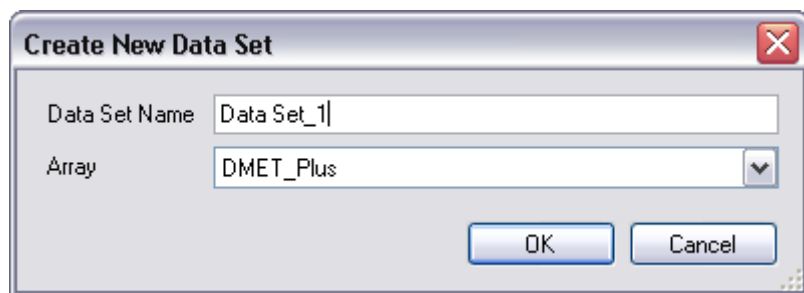 Create New Data Set
Data Set Name Data Set_1
Array DMET_Plus
OK Cancel